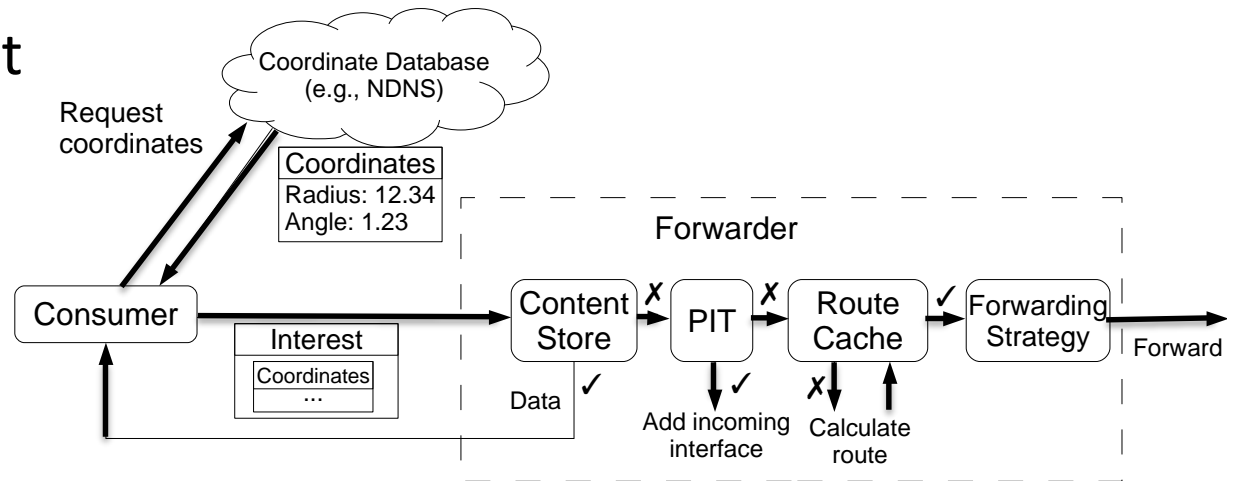 t
Coordinate Database
(e.g., NDNS)
Request
coordinates
Coordinates
Radius: 12.34
Angle: 1.23
Forwarder
Consumer
Content
Store
✗
PIT
✗
Route
Cache
✓
Forwarding
Strategy
Forward
Interest
Coordinates
...
Data
✓
✓
Add incoming
interface
✗
Calculate
route